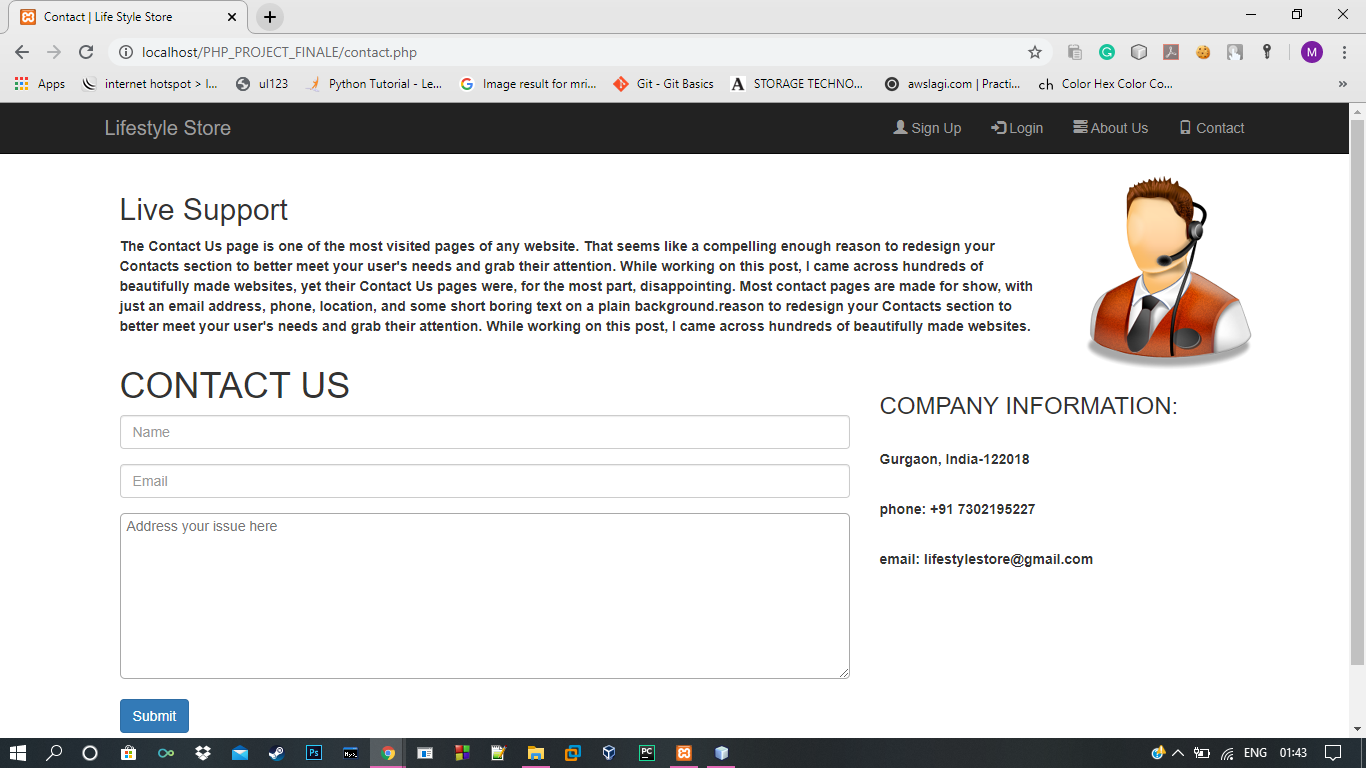 Contact | Life Style Store
localhost/PHP_PROJECT_FINALE/contact.php
M
Apps
internet hotspot > l...
ul123
Python Tutorial - Le...
Image result for mri...
Git - Git Basics
A
STORAGE TECHNO...
awslagi.com | Practi...
ch
Color Hex Color Co...
»
Lifestyle Store
Sign Up
Login
About Us
Contact
Live Support
The Contact Us page is one of the most visited pages of any website. That seems like a compelling enough reason to redesign your
Contacts section to better meet your user's needs and grab their attention. While working on this post, I came across hundreds of
beautifully made websites, yet their Contact Us pages were, for the most part, disappointing. Most contact pages are made for show, with
just an email address, phone, location, and some short boring text on a plain background.reason to redesign your Contacts section to
better meet your user's needs and grab their attention. While working on this post, I came across hundreds of beautifully made websites.
CONTACT US
Name
Email
Address your issue here
Submit
COMPANY INFORMATION:
Gurgaon, India-122018
phone: +91 7302195227
email: lifestylestore@gmail.com
Ps
PC
ENG
01:43